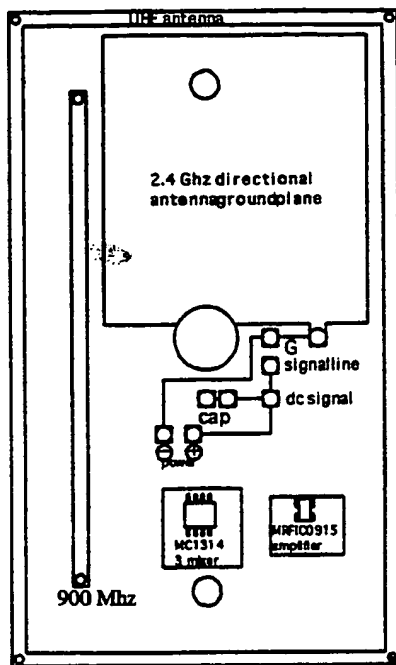 UHF antenna
2.4 Ghz directional
antennagroundplane
G
signalline
dc signal
cap
power
MC1314
3 mixer
MRFIC0915
amplifier
900 Mhz